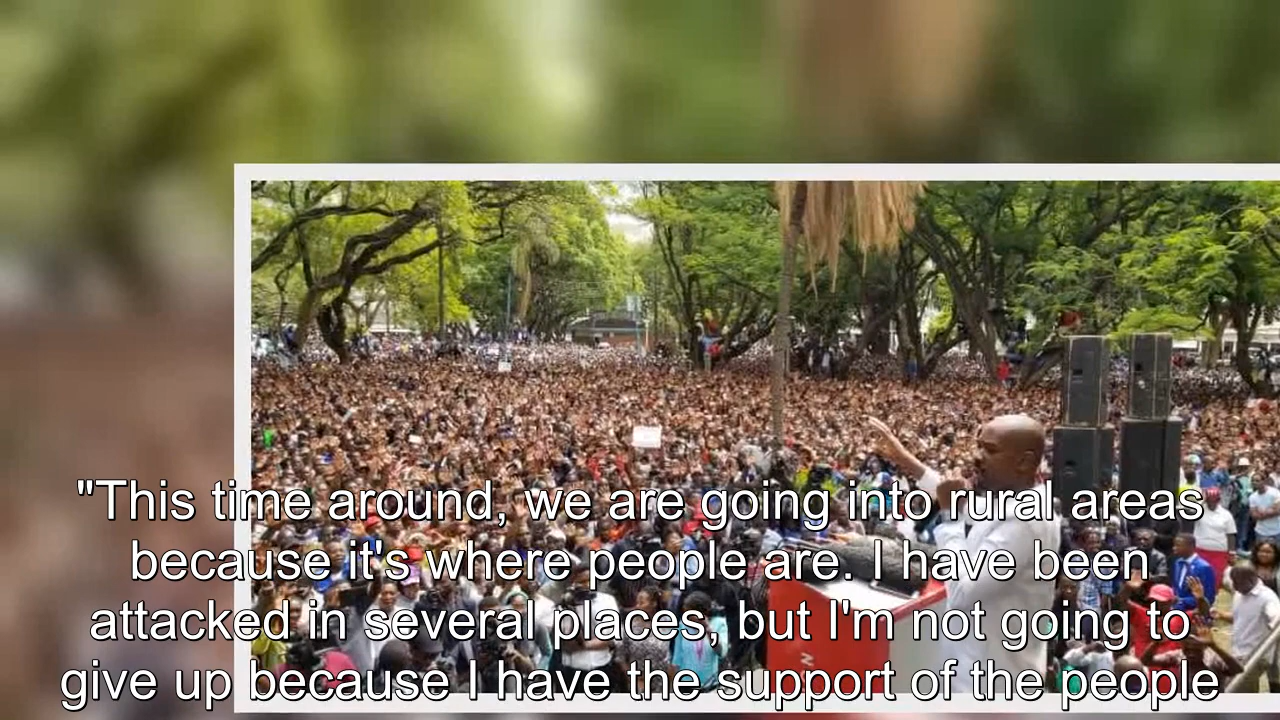 "This time around, we are going into rural areas
because it's where people are. I have been
attacked in several places, but I'm not going to
give up because I have the support of the people